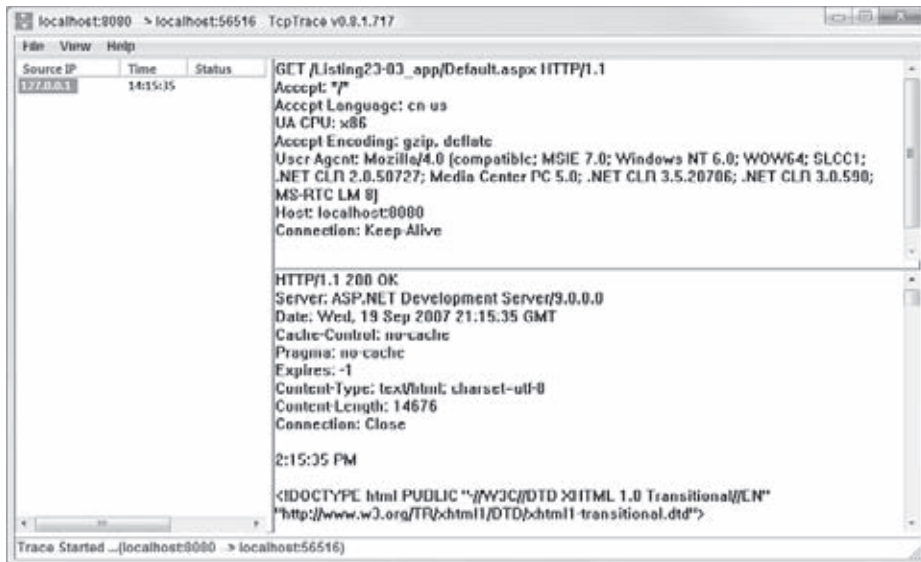 localhost:8080 -> localhost:56516 TcpTrace v0.8.1.717
File View Help
Source IP Time Status
127.0.0.1 14:15:35
GET /Listing23-03_app/Default.aspx HTTP/1.1
Accept: */*
Accept-Language: en-us
UA-CPU: x86
Accept-Encoding: gzip, deflate
User-Agent: Mozilla/4.0 (compatible; MSIE 7.0; Windows NT 6.0; WOW64; SLCC1;
.NET CLR 2.0.50727; Media Center PC 5.0; .NET CLR 3.5.20706; .NET CLR 3.0.590;
MS-RTC LM 8)
Host: localhost:8080
Connection: Keep-Alive
HTTP/1.1 200 OK
Server: ASP.NET Development Server/9.0.0.0
Date: Wed, 19 Sep 2007 21:15:35 GMT
Cache-Control: no-cache
Pragma: no-cache
Expires: -1
Content-Type: text/html; charset=utf-8
Content-Length: 14676
Connection: Close
2:15:35 PM
<!DOCTYPE html PUBLIC "-//W3C//DTD XHTML 1.0 Transitional//EN"
"http://www.w3.org/TR/xhtml1/DTD/xhtml1-transitional.dtd">
Trace Started ...(localhost:8080 -> localhost:56516)